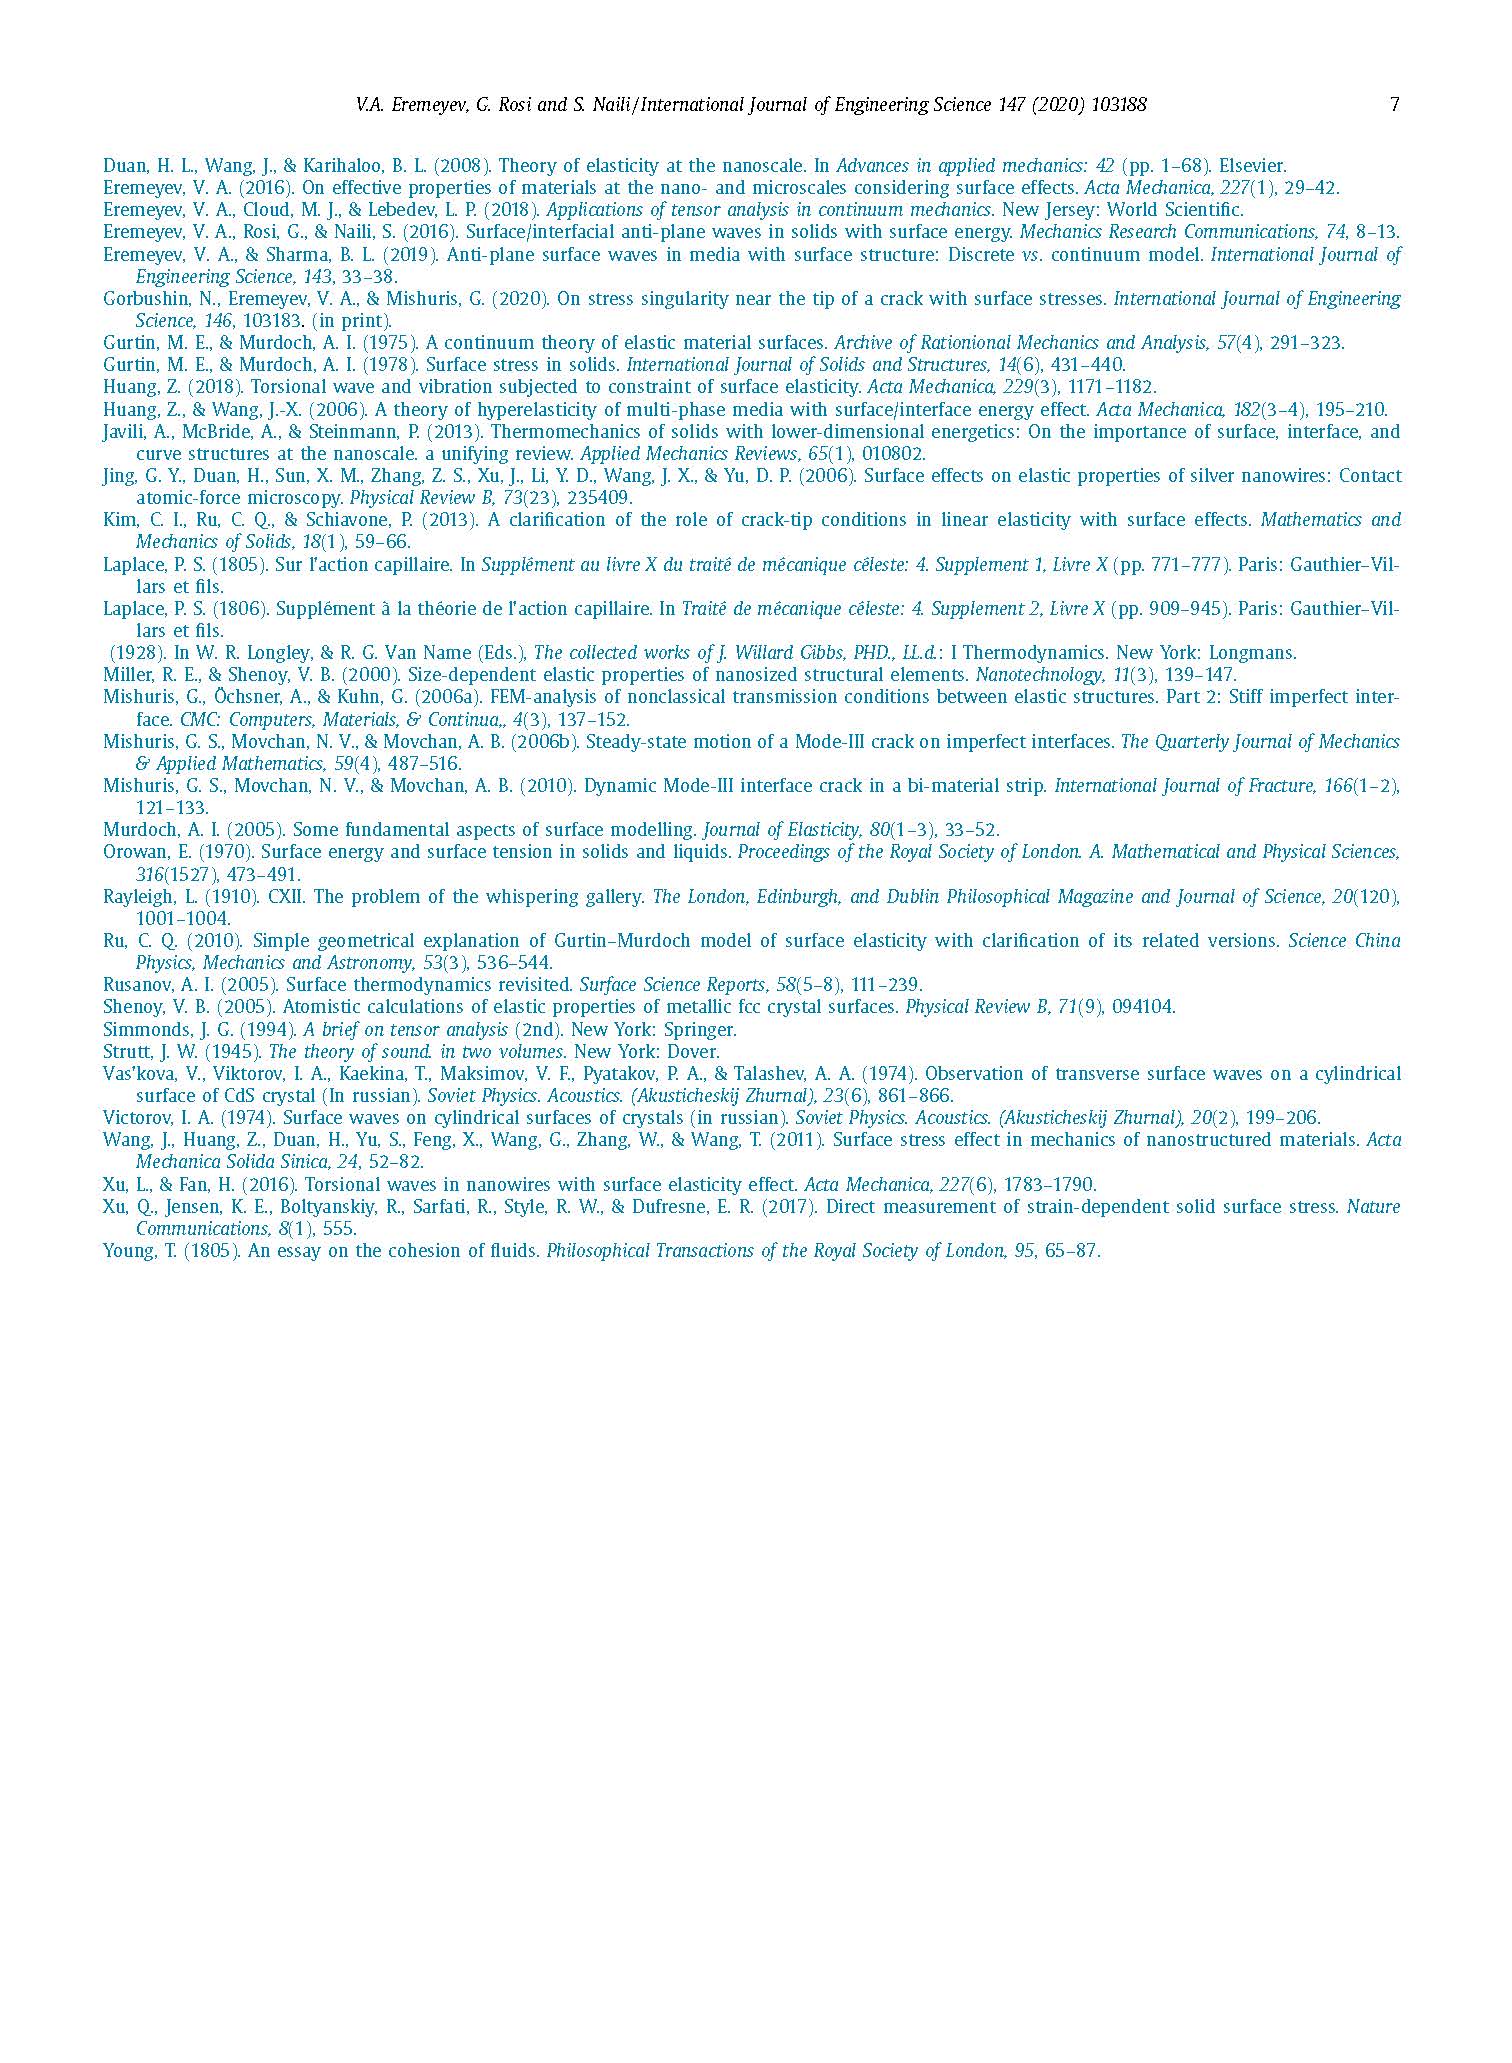 V.A. Eremeyev, G. Rosi and S. Naili / International Journal of Engineering Science 147 (2020) 103188 7
Duan, H. L., Wang, J., & Karihaloo, B. L. (2008). Theory of elasticity at the nanoscale. In Advances in applied mechanics: 42 (pp. 1–68). Elsevier.
Eremeyev, V. A. (2016). On effective properties of materials at the nano- and microscales considering surface effects. Acta Mechanica, 227(1), 29–42.
Eremeyev, V. A., Cloud, M. J., & Lebedev, L. P. (2018). Applications of tensor analysis in continuum mechanics. New Jersey: World Scientific.
Eremeyev, V. A., Rosi, G., & Naili, S. (2016). Surface/interfacial anti-plane waves in solids with surface energy. Mechanics Research Communications, 74, 8–13.
Eremeyev, V. A., & Sharma, B. L. (2019). Anti-plane surface waves in media with surface structure: Discrete vs. continuum model. International Journal of
Engineering Science, 143, 33–38.
Gorbushin, N., Eremeyev, V. A., & Mishuris, G. (2020). On stress singularity near the tip of a crack with surface stresses. International Journal of Engineering
Science, 146, 103183. (in print).
Gurtin, M. E., & Murdoch, A. I. (1975). A continuum theory of elastic material surfaces. Archive of Rationional Mechanics and Analysis, 57(4), 291–323.
Gurtin, M. E., & Murdoch, A. I. (1978). Surface stress in solids. International Journal of Solids and Structures, 14(6), 431–440.
Huang, Z. (2018). Torsional wave and vibration subjected to constraint of surface elasticity. Acta Mechanica, 229(3), 1171–1182.
Huang, Z., & Wang, J.-X. (2006). A theory of hyperelasticity of multi-phase media with surface/interface energy effect. Acta Mechanica, 182(3–4), 195–210.
Javili, A., McBride, A., & Steinmann, P. (2013). Thermomechanics of solids with lower-dimensional energetics: On the importance of surface, interface, and
curve structures at the nanoscale. a unifying review. Applied Mechanics Reviews, 65(1), 010802.
Jing, G. Y., Duan, H., Sun, X. M., Zhang, Z. S., Xu, J., Li, Y. D., Wang, J. X., & Yu, D. P. (2006). Surface effects on elastic properties of silver nanowires: Contact
atomic-force microscopy. Physical Review B, 73(23), 235409.
Kim, C. I., Ru, C. Q., & Schiavone, P. (2013). A clarification of the role of crack-tip conditions in linear elasticity with surface effects. Mathematics and
Mechanics of Solids, 18(1), 59–66.
Laplace, P. S. (1805). Sur l'action capillaire. In Supplément au livre X du traité de mécanique céleste: 4. Supplement 1, Livre X (pp. 771–777). Paris: Gauthier–Vil-
lars et fils.
Laplace, P. S. (1806). Supplément à la théorie de l'action capillaire. In Traité de mécanique céleste: 4. Supplement 2, Livre X (pp. 909–945). Paris: Gauthier–Vil-
lars et fils.
(1928). In W. R. Longley, & R. G. Van Name (Eds.), The collected works of J. Willard Gibbs, PHD., LL.d.: I Thermodynamics. New York: Longmans.
Miller, R. E., & Shenoy, V. B. (2000). Size-dependent elastic properties of nanosized structural elements. Nanotechnology, 11(3), 139–147.
Mishuris, G., Öchsner, A., & Kuhn, G. (2006a). FEM-analysis of nonclassical transmission conditions between elastic structures. Part 2: Stiff imperfect inter-
face. CMC: Computers, Materials, & Continua,, 4(3), 137–152.
Mishuris, G. S., Movchan, N. V., & Movchan, A. B. (2006b). Steady-state motion of a Mode-III crack on imperfect interfaces. The Quarterly Journal of Mechanics
& Applied Mathematics, 59(4), 487–516.
Mishuris, G. S., Movchan, N. V., & Movchan, A. B. (2010). Dynamic Mode-III interface crack in a bi-material strip. International Journal of Fracture, 166(1–2),
121–133.
Murdoch, A. I. (2005). Some fundamental aspects of surface modelling. Journal of Elasticity, 80(1–3), 33–52.
Orowan, E. (1970). Surface energy and surface tension in solids and liquids. Proceedings of the Royal Society of London. A. Mathematical and Physical Sciences,
316(1527), 473–491.
Rayleigh, L. (1910). CXII. The problem of the whispering gallery. The London, Edinburgh, and Dublin Philosophical Magazine and Journal of Science, 20(120),
1001–1004.
Ru, C. Q. (2010). Simple geometrical explanation of Gurtin–Murdoch model of surface elasticity with clarification of its related versions. Science China
Physics, Mechanics and Astronomy, 53(3), 536–544.
Rusanov, A. I. (2005). Surface thermodynamics revisited. Surface Science Reports, 58(5–8), 111–239.
Shenoy, V. B. (2005). Atomistic calculations of elastic properties of metallic fcc crystal surfaces. Physical Review B, 71(9), 094104.
Simmonds, J. G. (1994). A brief on tensor analysis (2nd). New York: Springer.
Strutt, J. W. (1945). The theory of sound. in two volumes. New York: Dover.
Vas'kova, V., Viktorov, I. A., Kaekina, T., Maksimov, V. F., Pyatakov, P. A., & Talashev, A. A. (1974). Observation of transverse surface waves on a cylindrical
surface of CdS crystal (In russian). Soviet Physics. Acoustics. (Akusticheskij Zhurnal), 23(6), 861–866.
Victorov, I. A. (1974). Surface waves on cylindrical surfaces of crystals (in russian). Soviet Physics. Acoustics. (Akusticheskij Zhurnal), 20(2), 199–206.
Wang, J., Huang, Z., Duan, H., Yu, S., Feng, X., Wang, G., Zhang, W., & Wang, T. (2011). Surface stress effect in mechanics of nanostructured materials. Acta
Mechanica Solida Sinica, 24, 52–82.
Xu, L., & Fan, H. (2016). Torsional waves in nanowires with surface elasticity effect. Acta Mechanica, 227(6), 1783–1790.
Xu, Q., Jensen, K. E., Boltyanskiy, R., Sarfati, R., Style, R. W., & Dufresne, E. R. (2017). Direct measurement of strain-dependent solid surface stress. Nature
Communications, 8(1), 555.
Young, T. (1805). An essay on the cohesion of fluids. Philosophical Transactions of the Royal Society of London, 95, 65–87.